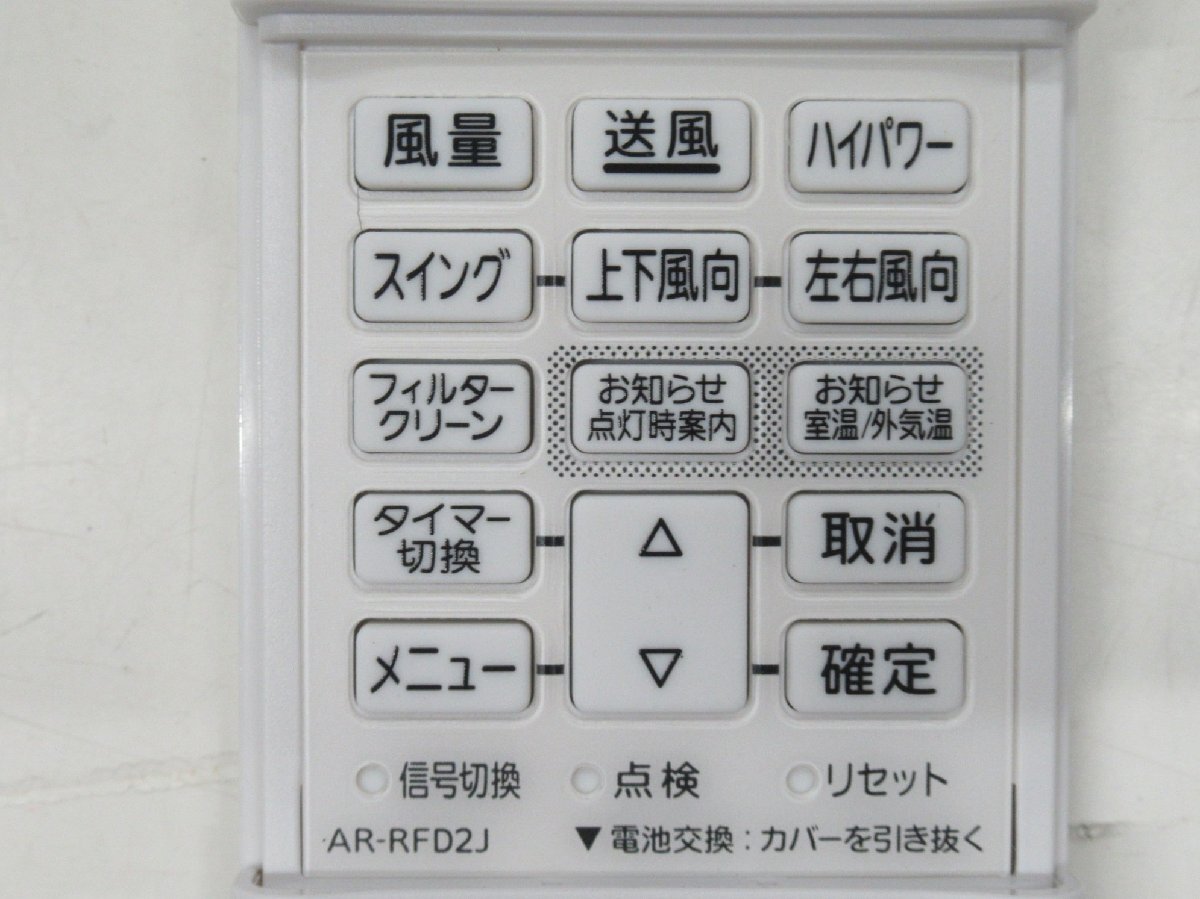 風量 送風 ハイパワー
スイング 上下風向 左右風向
フィルター お知らせ お知らせ
クリーン 点灯時案内 室温/外気温
タイマー △ 取消
切換
メニュー ▽ 確定
信号切換 点検 リセット
AR-RFD2J ▼電池交換：カバーを引き抜く